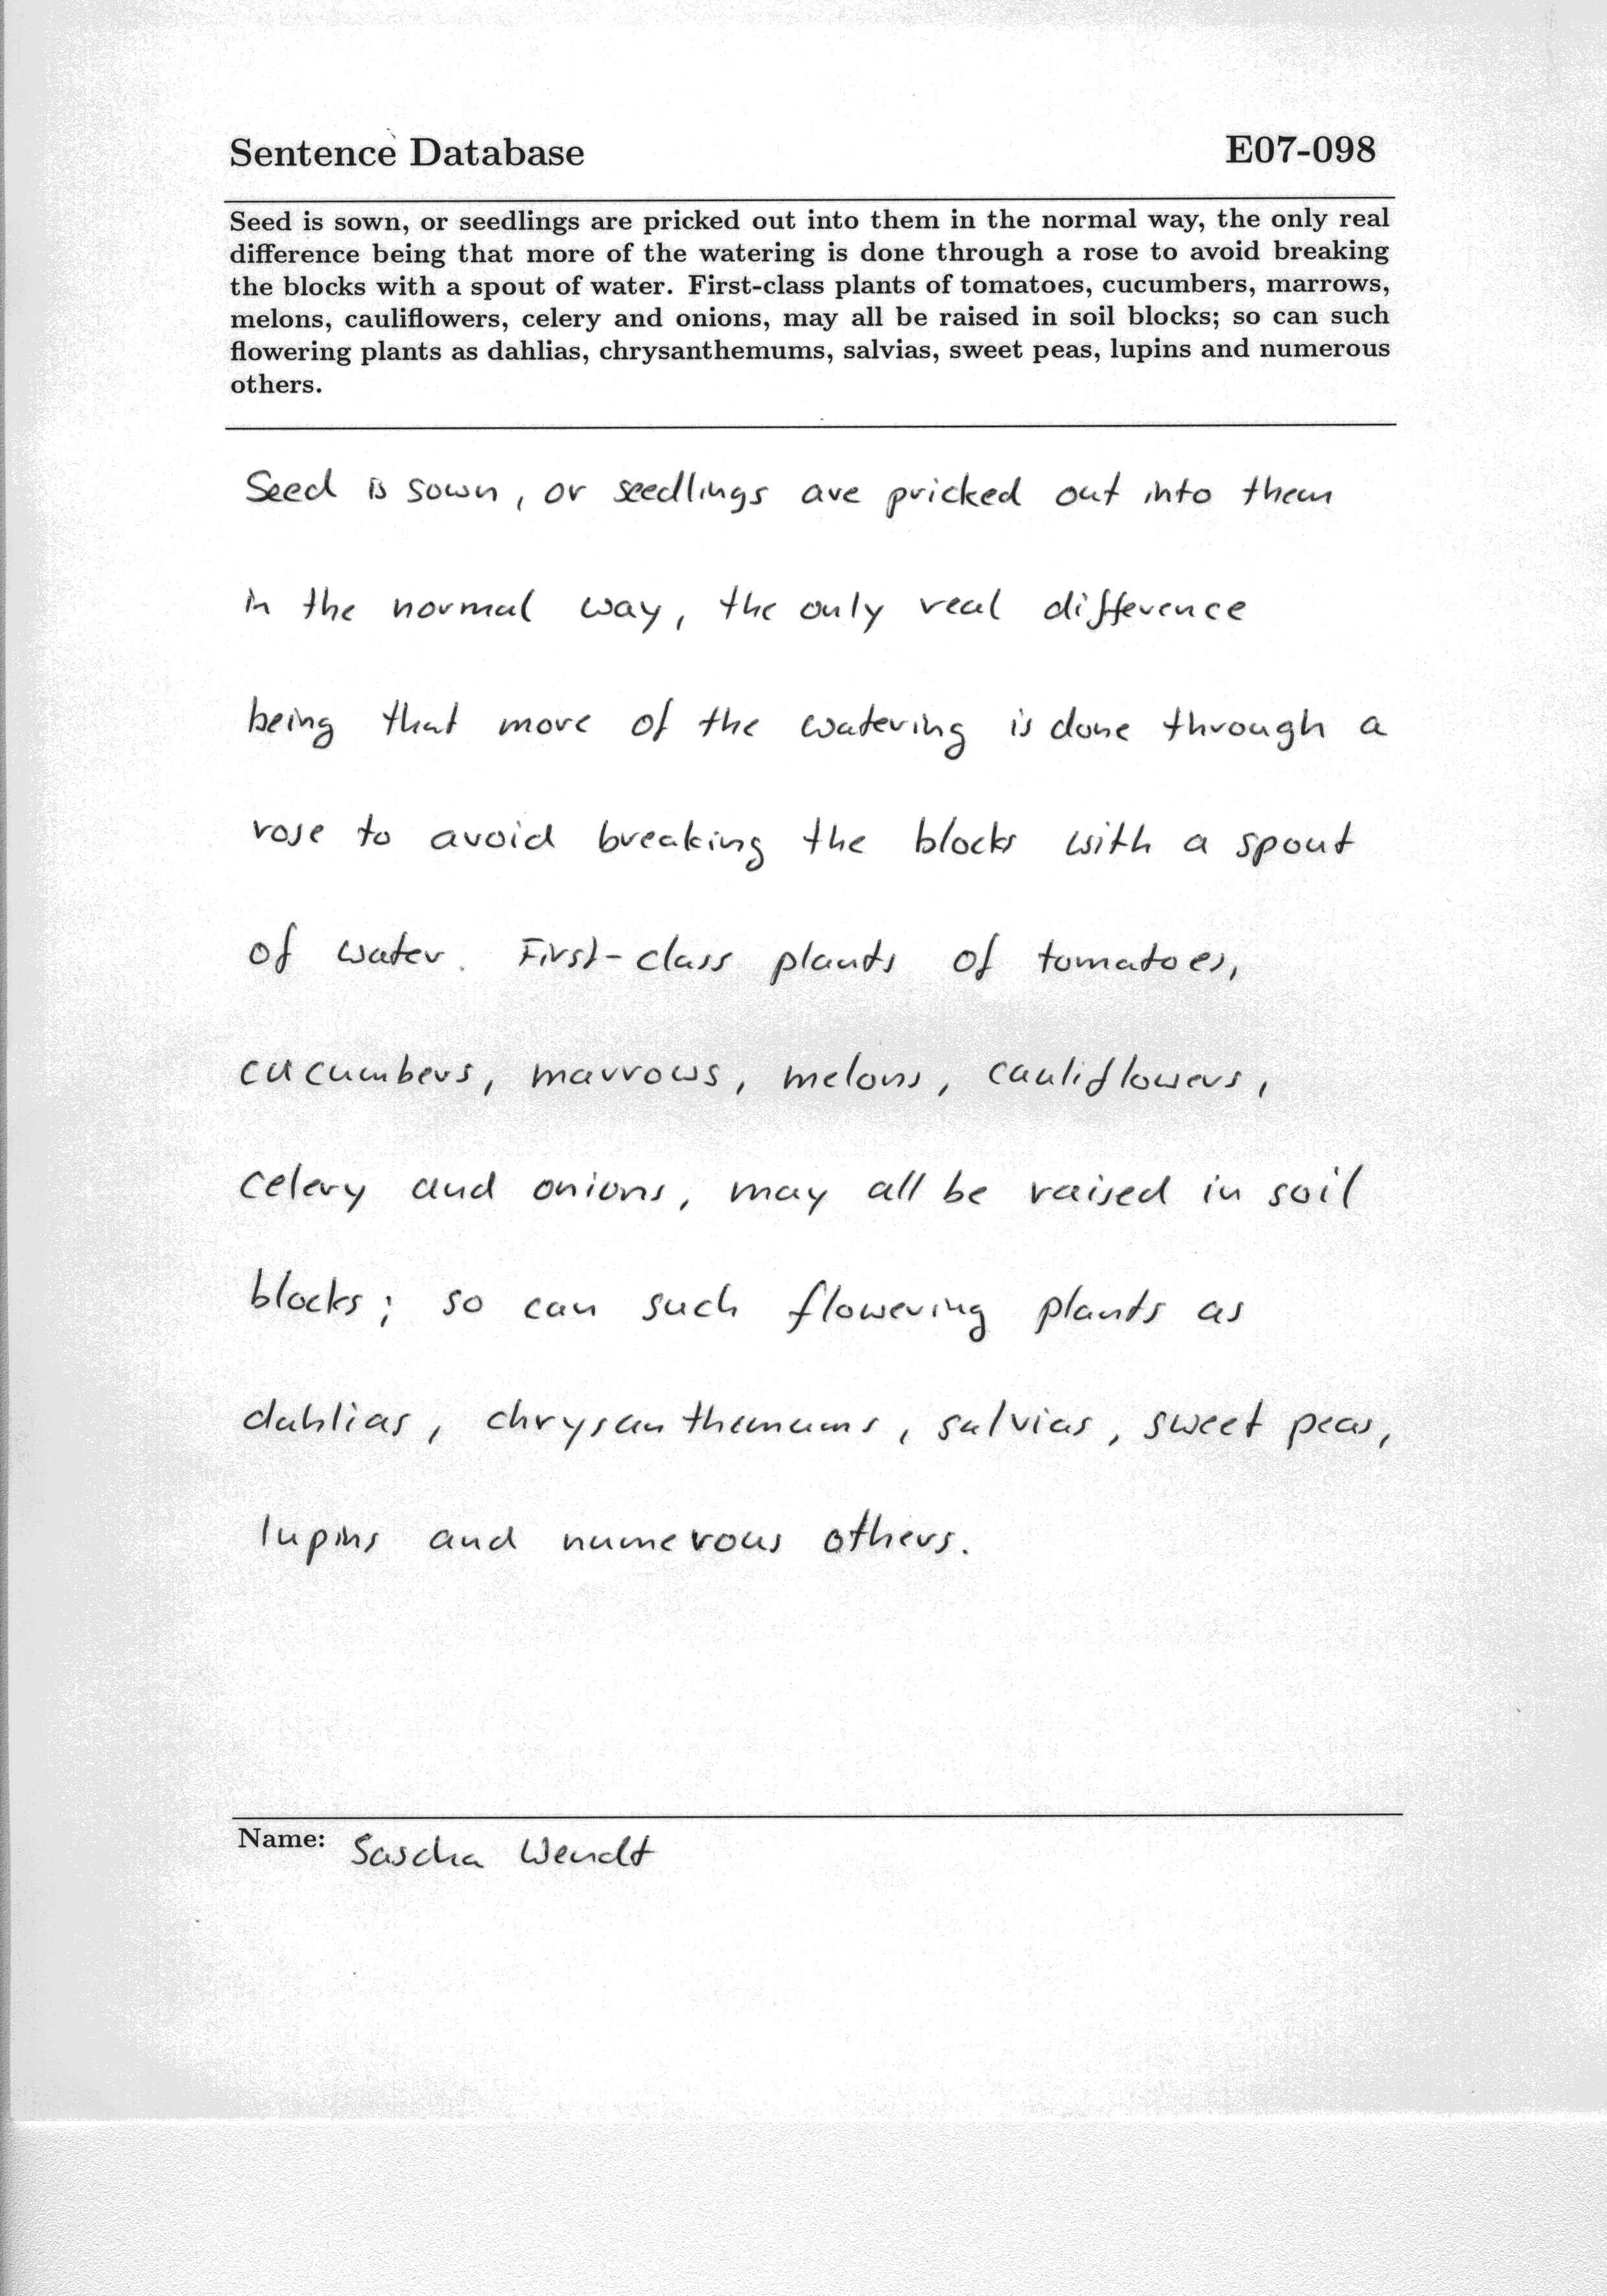 Sentence Database E07-098
Seed is sown, or seedlings are pricked out into them in the normal way, the only real
difference being that more of the watering is done through a rose to avoid breaking
the blocks with a spout of water. First-class plants of tomatoes, cucumbers, marrows,
melons, cauliflowers, celery and onions, may all be raised in soil blocks; so can such
flowering plants as dahlias, chrysanthemums, salvias, sweet peas, lupins and numerous
others.
Seed is sown, or seedlings are pricked out into them
in the normal way, the only real difference
being that more of the watering is done through a
rose to avoid breaking the blocks with a spout
of water. First-class plants of tomatoes,
cucumbers, marrows, melons, cauliflowers,
celery and onions, may all be raised in soil
blocks; so can such flowering plants as
dahlias, chrysanthemums, salvias, sweet peas,
lupins and numerous others.
Name: Sascha Wendt